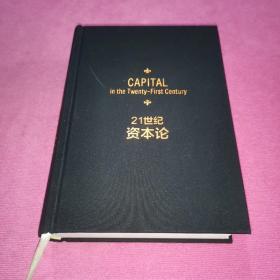 CAPITAL
in the Twenty-First Century
21世纪
资本论